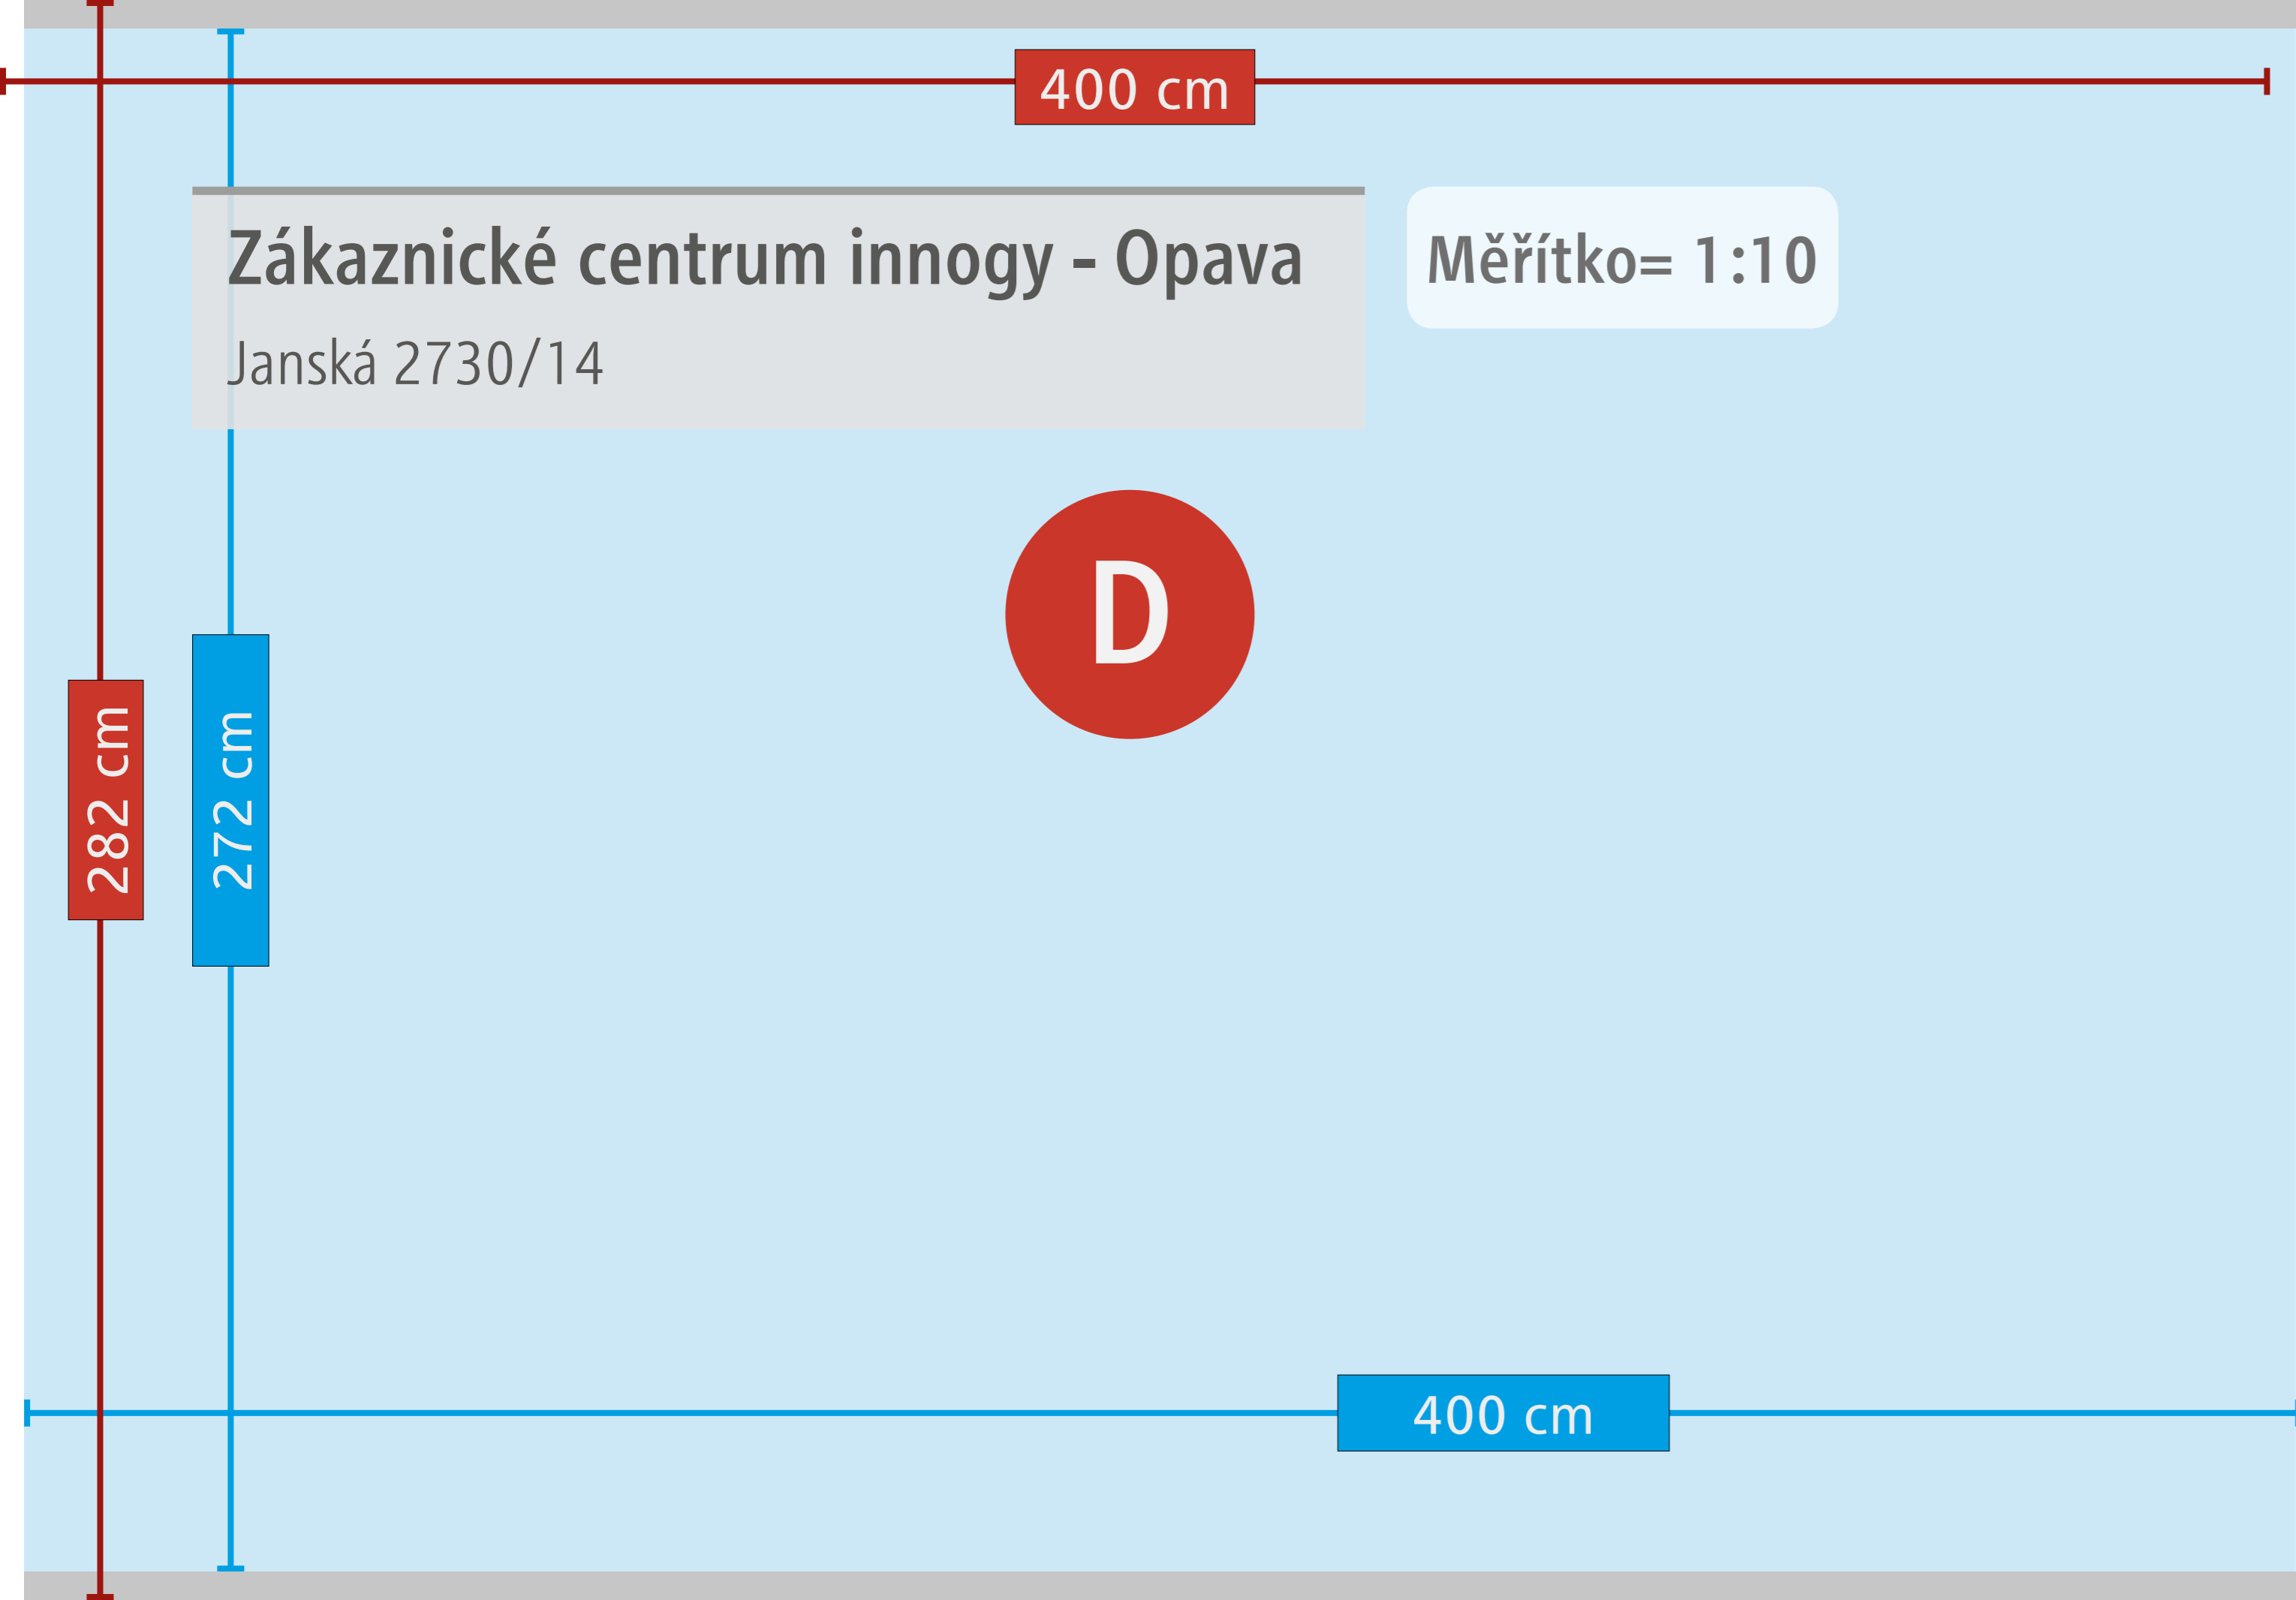 400 cm
Zákaznické centrum innogy - Opava
Měřítko= 1:10
Janská 2730/14
D
282 cm
272 cm
400 cm